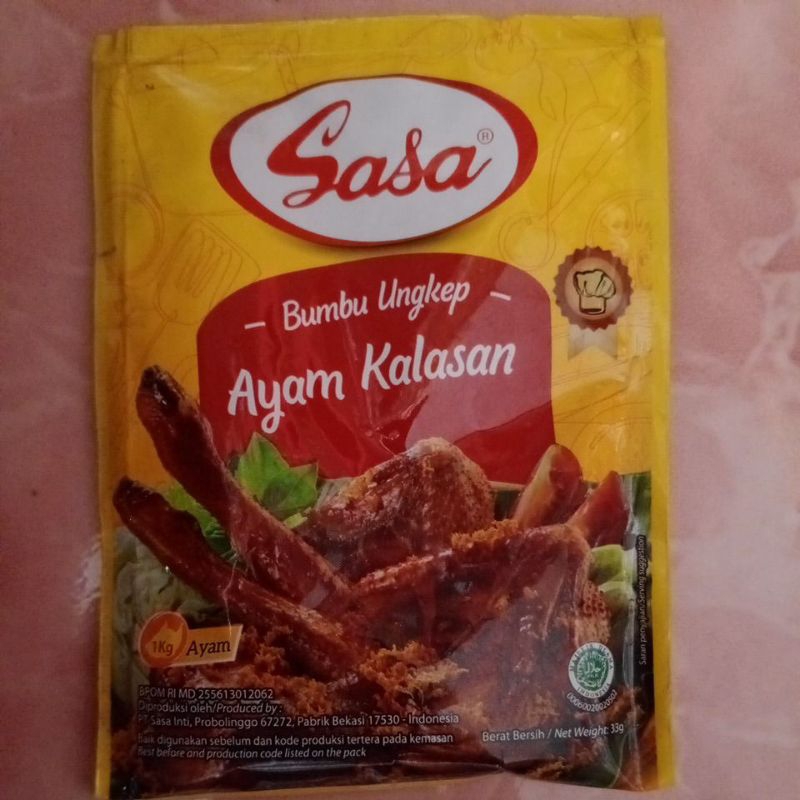 Sasa®
– Bumbu Ungkep –
Ayam Kalasan
Saran penyajian/Serving suggestion
1Kg Ayam
BPOM RI MD 255613012062
Diproduksi oleh/Produced by :
PT Sasa Inti, Probolinggo 67272, Pabrik Bekasi 17530 - Indonesia
Baik digunakan sebelum dan kode produksi tertera pada kemasan
Best before and production code listed on the pack
Berat Bersih / Net Weight: 33g